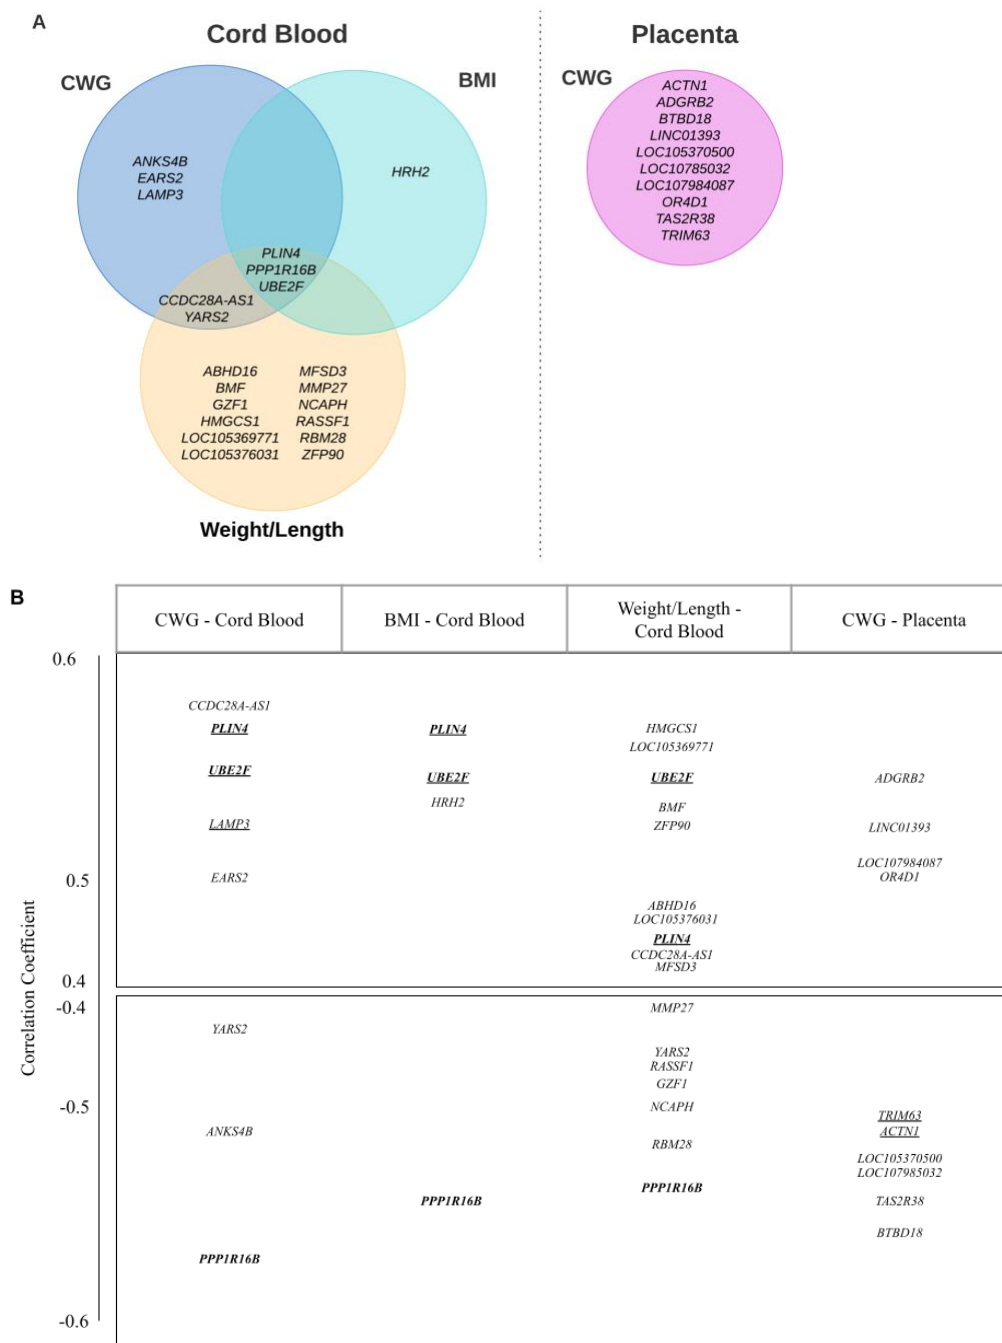 A
Cord Blood
Placenta
CWG
BMI
CWG
ANKS4B
EARS2
LAMP3
HRH2
PLIN4
PPP1R16B
UBE2F
CCDC28A-AS1
YARS2
ABHD16
BMF
GZF1
HMGCS1
LOC105369771
LOC105376031
MFSD3
MMP27
NCAPH
RASSF1
RBM28
ZFP90
Weight/Length
ACTN1
ADGRB2
BTBD18
LINC01393
LOC105370500
LOC10785032
LOC107984087
OR4D1
TAS2R38
TRIM63
B
CWG - Cord Blood
BMI - Cord Blood
Weight/Length -
Cord Blood
CWG - Placenta
Correlation Coefficient
0.6
0.5
0.4
-0.4
-0.5
-0.6
CCDC28A-AS1
PLIN4
UBE2F
LAMP3
EARS2
YARS2
ANKS4B
PPP1R16B
PLIN4
UBE2F
HRH2
PPP1R16B
HMGCS1
LOC105369771
UBE2F
BMF
ZFP90
ABHD16
LOC105376031
PLIN4
CCDC28A-AS1
MFSD3
MMP27
YARS2
RASSF1
GZF1
NCAPH
RBM28
PPP1R16B
ADGRB2
LINC01393
LOC107984087
OR4D1
TRIM63
ACTN1
LOC105370500
LOC107985032
TAS2R38
BTBD18